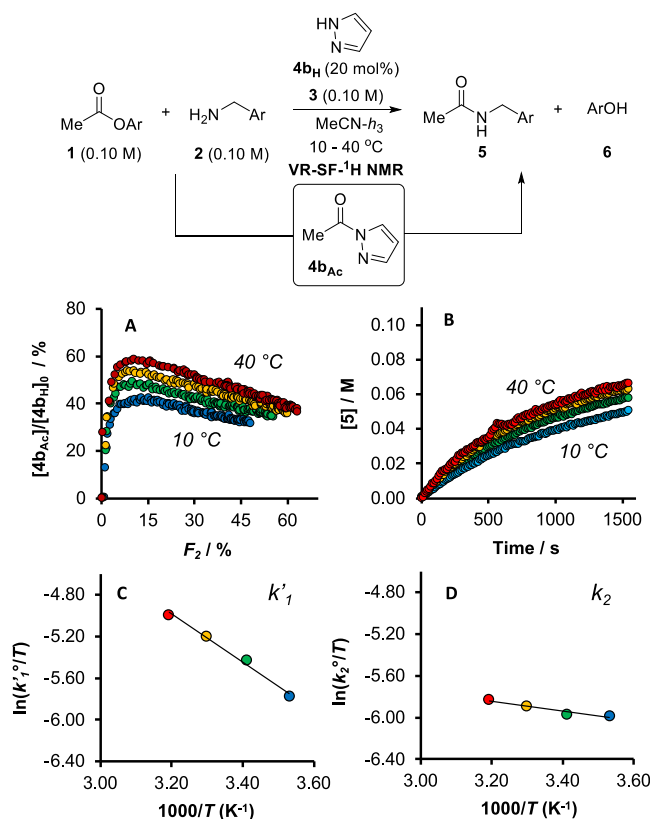 HN
N
4b_H (20 mol%)
3 (0.10 M)
MeCN-h₃
10 - 40 °C
VR-SF-¹H NMR
O
Me OAr
1 (0.10 M)
+
H₂N Ar
2 (0.10 M)
O
Me N Ar
H
5
+
ArOH
6
O
Me N
N
4b_Ac
A
[4b_Ac]/[4b_H]₀ / %
80
60
40
20
0
40 °C
10 °C
0 15 30 45 60
F₂ / %
B
[5] / M
0.10
0.08
0.06
0.04
0.02
0.00
40 °C
10 °C
0 500 1000 1500
Time / s
C
k'₁
ln(k'₁°/T)
-4.80
-5.20
-5.60
-6.00
-6.40
3.00 3.20 3.40 3.60
1000/T (K⁻¹)
D
k₂
ln(k₂°/T)
-4.80
-5.20
-5.60
-6.00
-6.40
3.00 3.20 3.40 3.60
1000/T (K⁻¹)